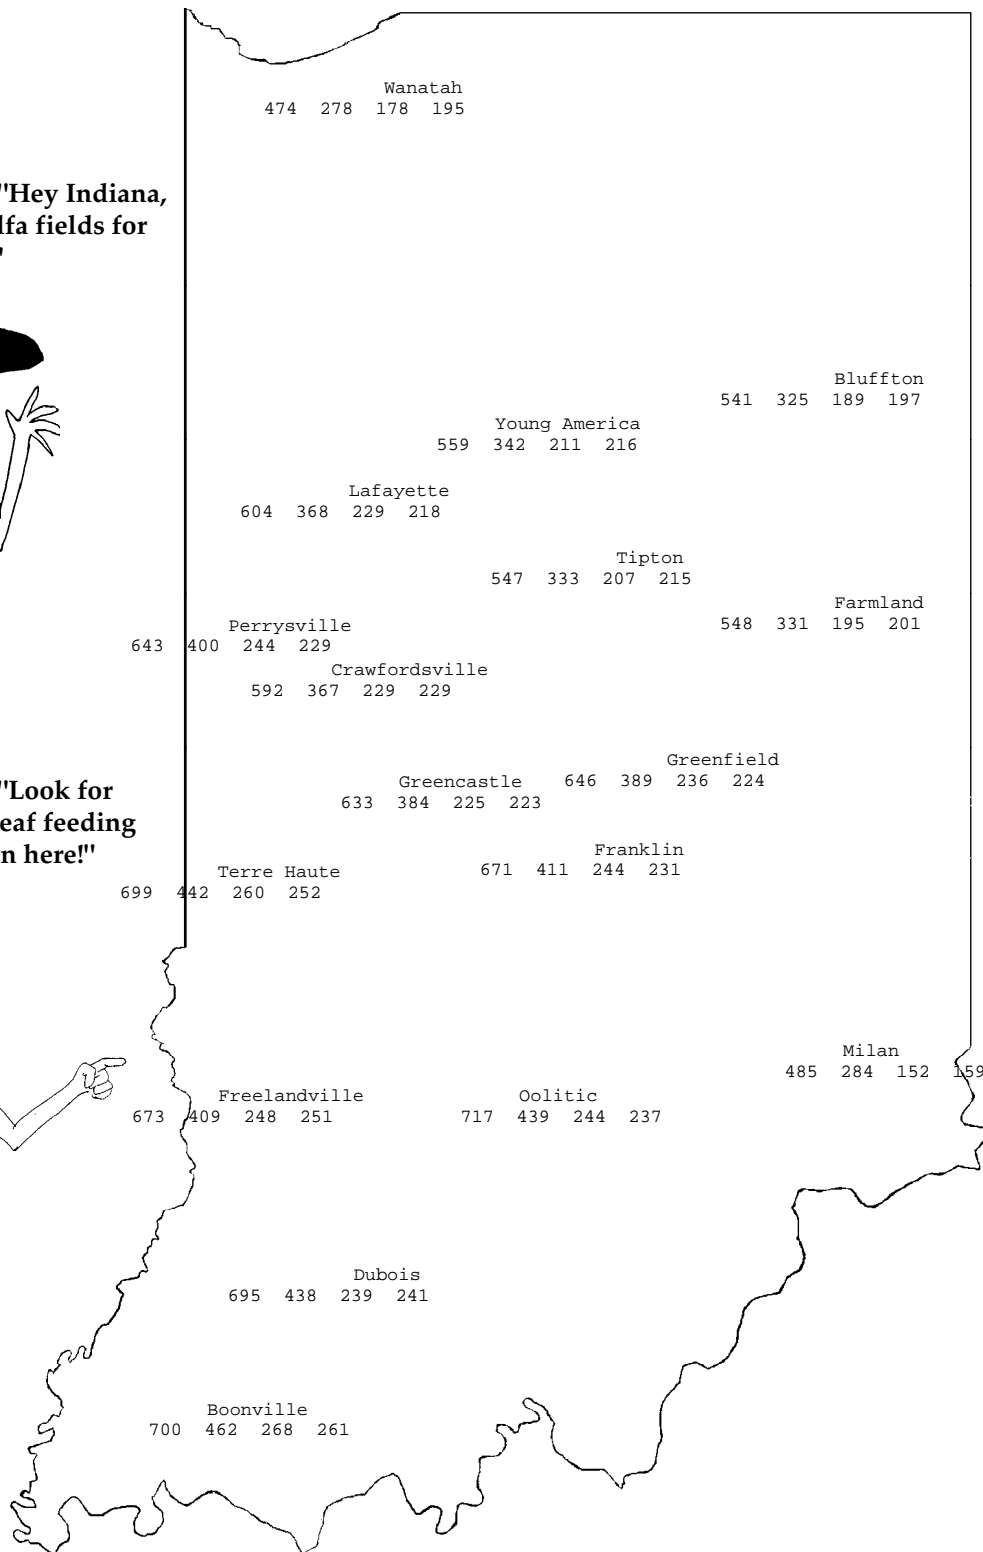 Wanatah
474 278 178 195
"Hey Indiana,
fields for
Bluffton
541 325 189 197
Young America
559 342 211 216
Lafayette
604 368 229 218
Tipton
547 333 207 215
Farmland
548 331 195 201
Perrysville
643 400 244 229
Crawfordsville
592 367 229 229
Greenfield
646 389 236 224
Greencastle
633 384 225 223
"Look for
eaf feeding
n here!"
Franklin
671 411 244 231
Terre Haute
699 442 260 252
Milan
485 284 152 159
Freelandville
673 409 248 251
Oolitic
717 439 244 237
Dubois
695 438 239 241
Boonville
700 462 268 261